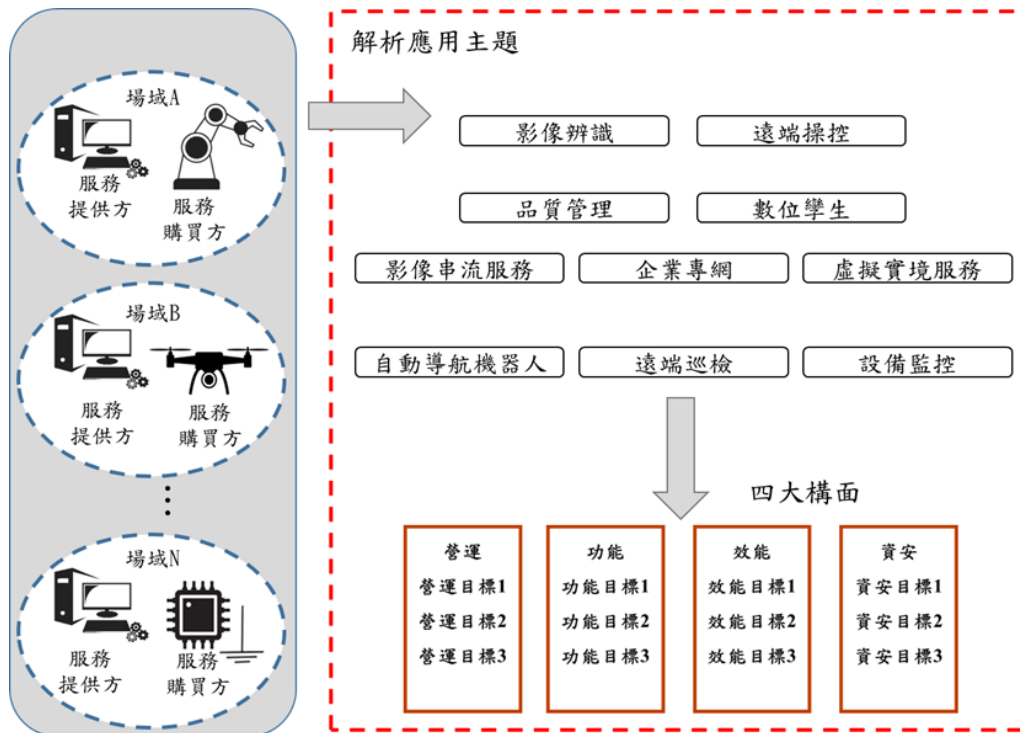 場域A
服務
提供方
服務
購買方
場域B
服務
提供方
服務
購買方
場域N
服務
提供方
服務
購買方
解析應用主題
影像辨識
遠端操控
品質管理
數位孿生
影像串流服務
企業專網
虛擬實境服務
自動導航機器人
遠端巡檢
設備監控
四大構面
營運
營運目標1
營運目標2
營運目標3
功能
功能目標1
功能目標2
功能目標3
效能
效能目標1
效能目標2
效能目標3
資安
資安目標1
資安目標2
資安目標3